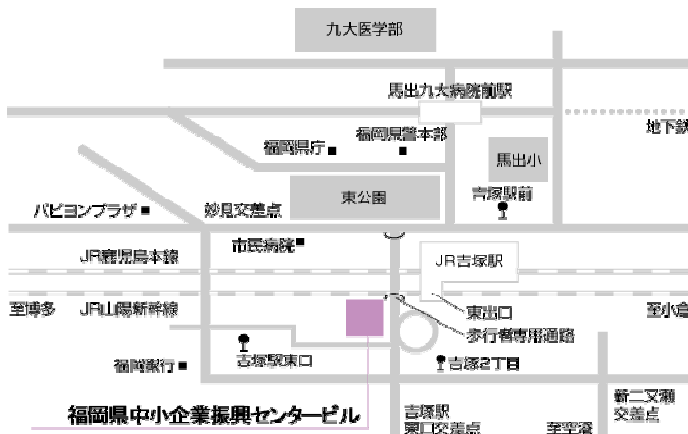 九大医学部
馬出九大病院前駅
地下鉄
福岡県警本部
福岡県庁
馬出小
東公園
吉塚駅前
パピヨンプラザ
妙見交差点
市民病院
JR鹿児島本線
JR吉塚駅
至博多
JR山陽新幹線
東出口
至小倉
歩行者専用通路
福岡銀行
吉塚駅東口
吉塚2丁目
福岡県中小企業振興センタービル
吉塚駅
東口交差点
至空港
新二又瀬
交差点